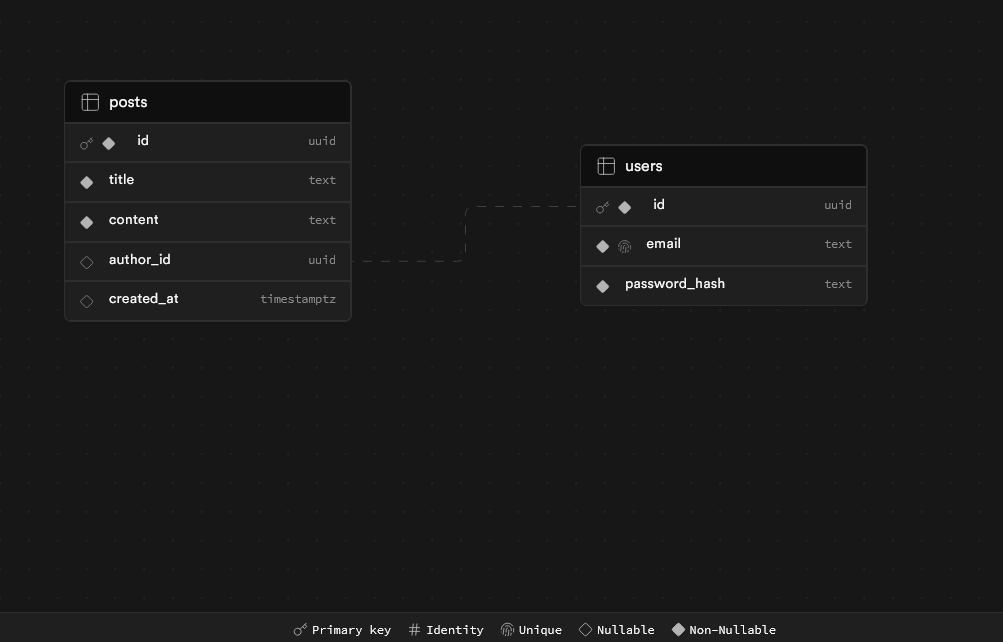 posts
id uuid
title text
content text
author_id uuid
created_at timestamptz
users
id uuid
email text
password_hash text
Primary key # Identity Unique Nullable Non-Nullable